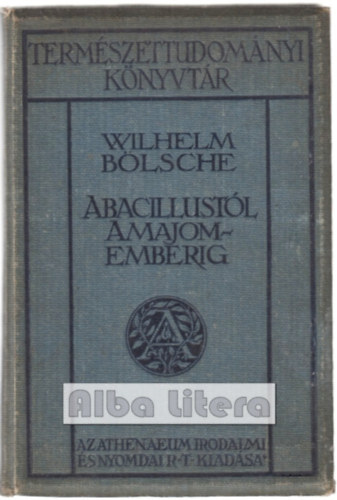 TERMÉSZETTUDOMÁNYI
KÖNYVTÁR
WILHELM
BÖLSCHE
A BACILLUSTÓL
A MAJOM-
EMBERIG
A
Alba Litera
AZ ATHENAEUM IRODALMI
ÉS NYOMDAI R·T· KIADÁSA·